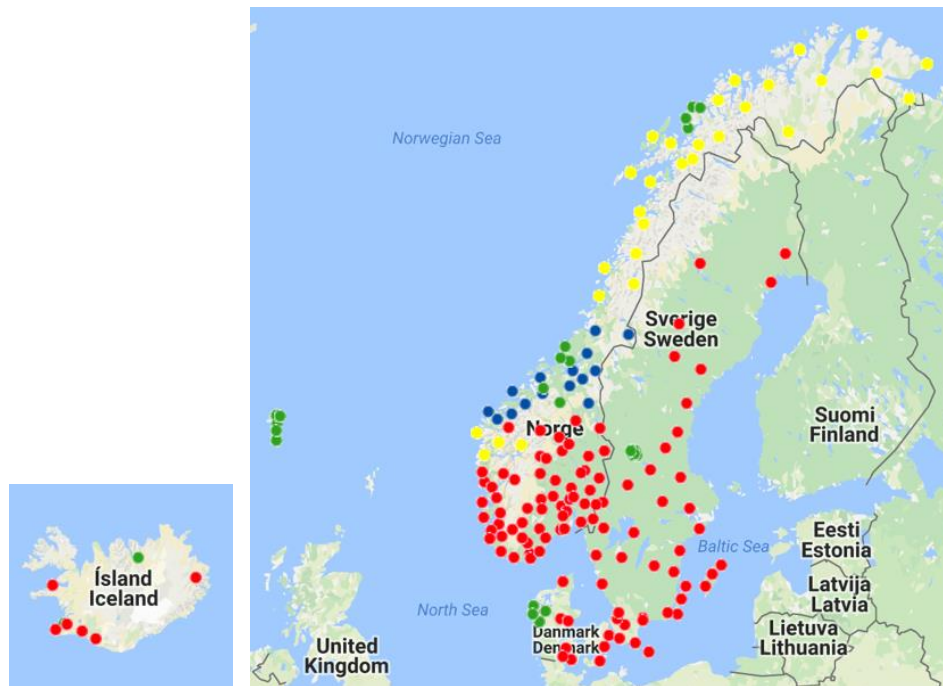 Norwegian Sea
Sverige
Sweden
Norge
Suomi
Finland
Ísland
Iceland
Eesti
Estonia
Baltic Sea
Latvija
Latvia
North Sea
Lietuva
Lithuania
Danmark
Denmark
United
Kingdom